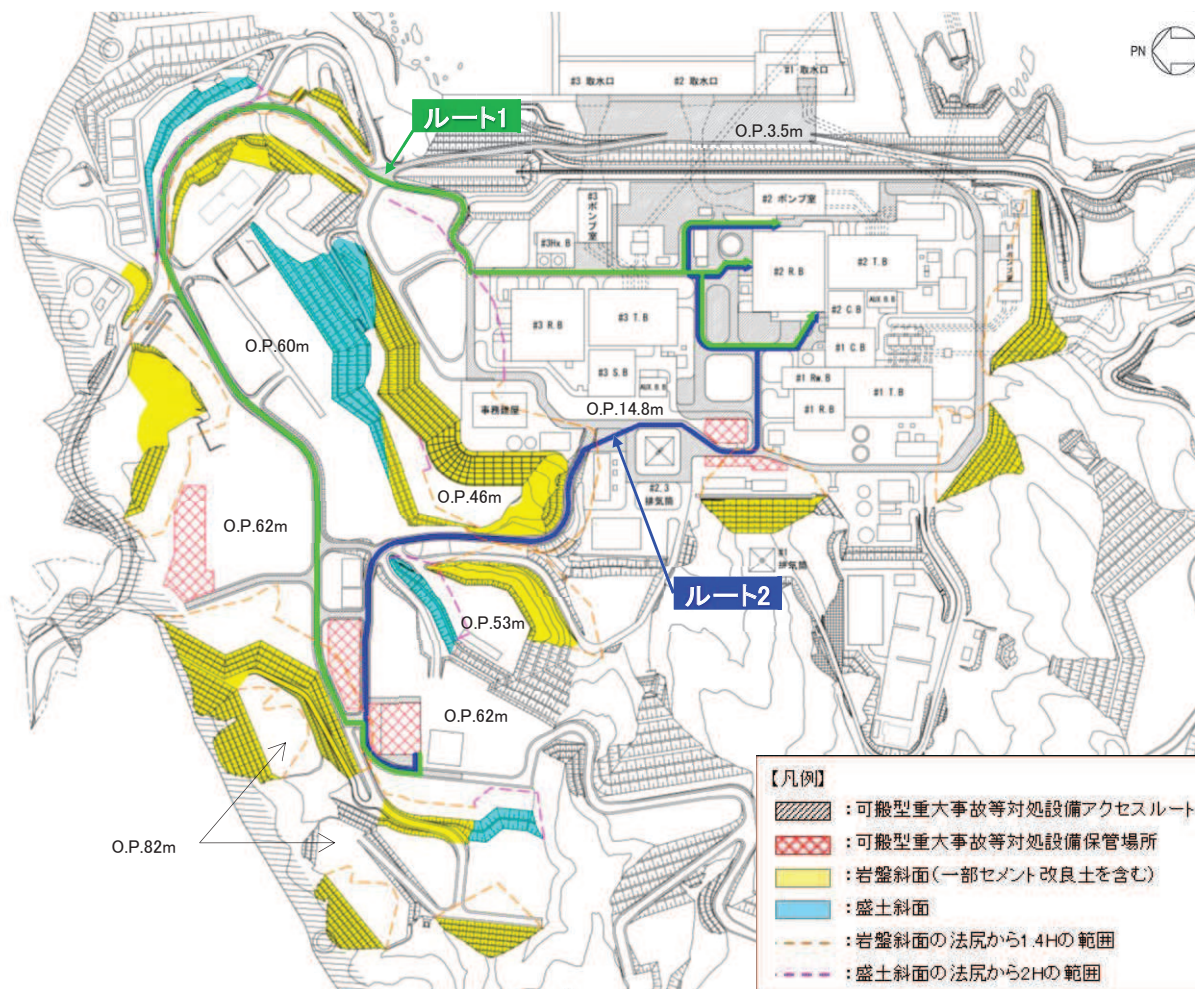 PN
#3 取水口
#2 取水口
#1 取水口
ルート1
O.P.3.5m
#3 ポンプ室
#2 ポンプ室
#3Hx.B
#2 R.B
#2 T.B
#3 R.B
#3 T.B
#2 C.B
AUX.B.B
#1 C.B
O.P.60m
#3 S.B
AUX.B.B
#1 Rw.B
#1 T.B
#1 R.B
事務建屋
O.P.14.8m
O.P.46m
#2,3
排気筒
O.P.62m
#1
排気筒
ルート2
O.P.53m
O.P.62m
O.P.82m
【凡例】
：可搬型重大事故等対処設備アクセスルート
：可搬型重大事故等対処設備保管場所
：岩盤斜面(一部セメント改良土を含む)
：盛土斜面
：岩盤斜面の法尻から1.4Hの範囲
：盛土斜面の法尻から2Hの範囲